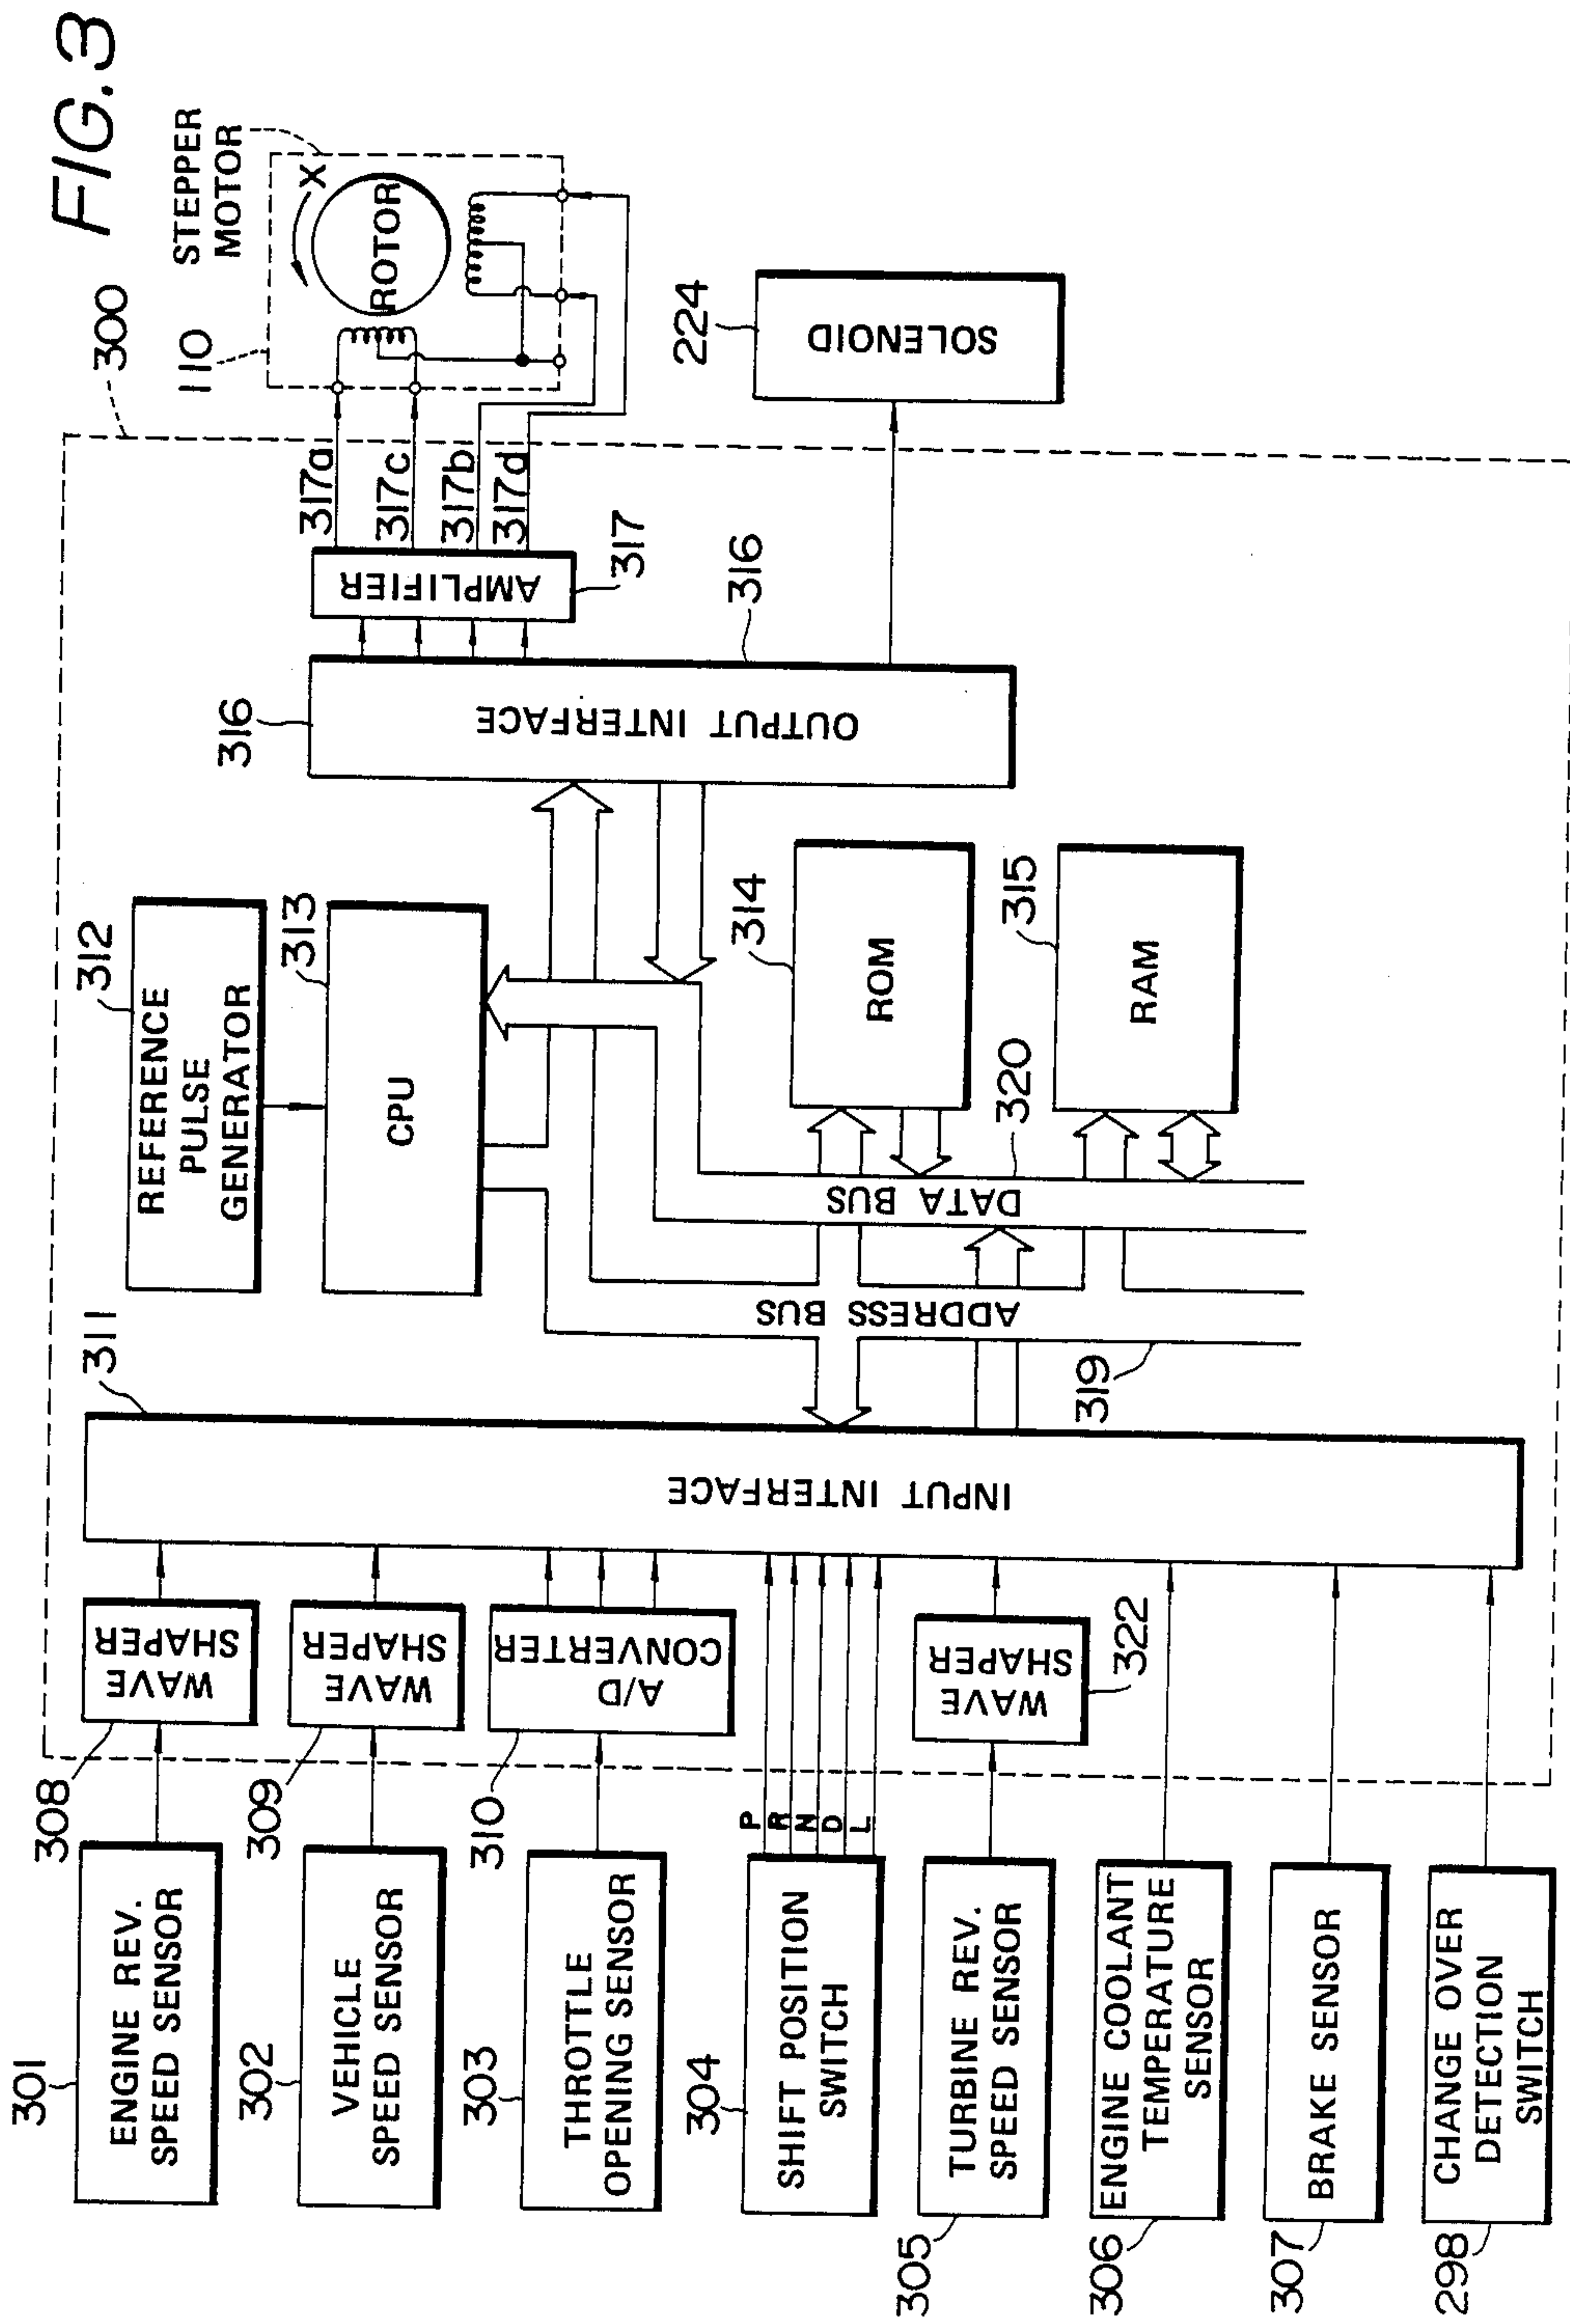 FIG.3
301
ENGINE REV.
SPEED SENSOR
302
VEHICLE
SPEED SENSOR
303
THROTTLE
OPENING SENSOR
304
SHIFT POSITION
SWITCH
P
R
N
D
L
305
TURBINE REV.
SPEED SENSOR
306
ENGINE COOLANT
TEMPERATURE
SENSOR
307
BRAKE SENSOR
298
CHANGE OVER
DETECTION
SWITCH
308
WAVE
SHAPER
309
WAVE
SHAPER
310
A/D
CONVERTER
WAVE
SHAPER
322
311
INPUT INTERFACE
312
REFERENCE
PULSE
GENERATOR
313
CPU
ADDRESS BUS
319
DATA BUS
320
314
ROM
315
RAM
316
OUTPUT INTERFACE
316
AMPLIFIER
317
317a
317c
317b
317d
300
110
STEPPER
MOTOR
X
ROTOR
224
SOLENOID